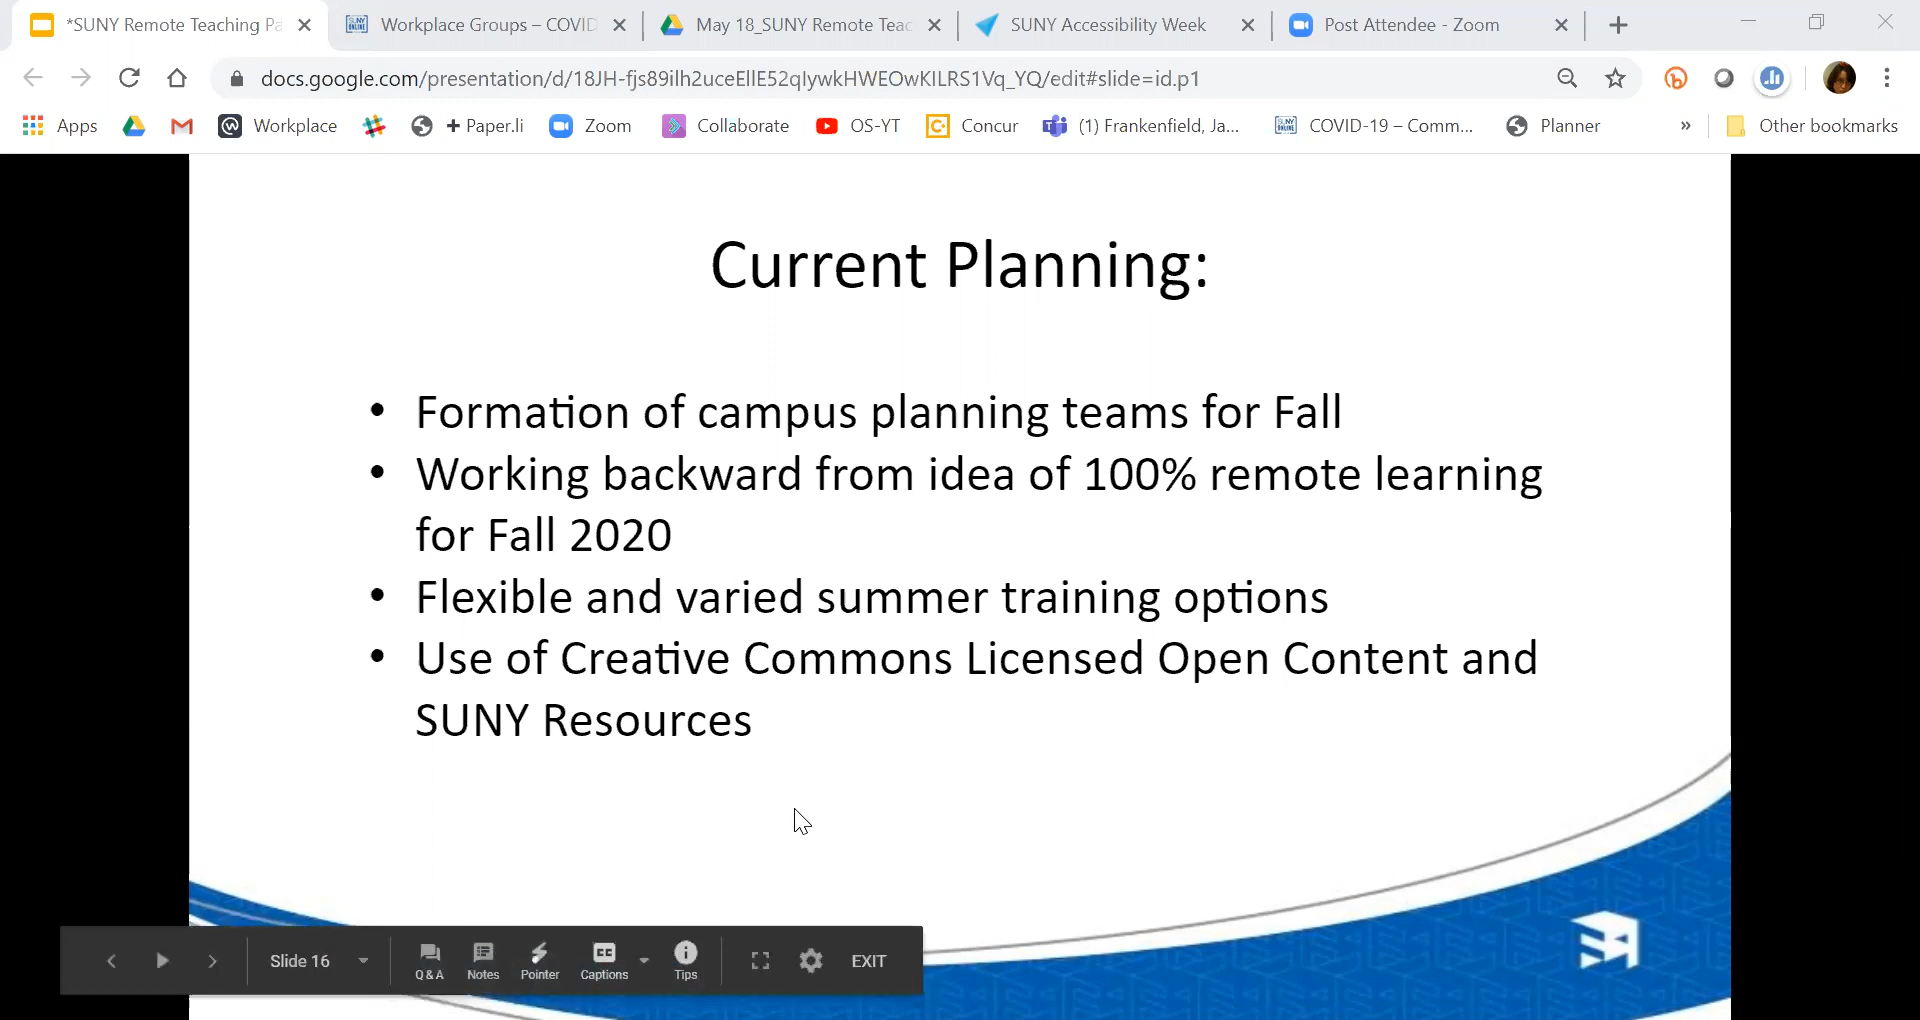 *SUNY Remote Teaching Pa
Workplace Groups – COVID
May 18_SUNY Remote Teac
SUNY Accessibility Week
Post Attendee - Zoom
docs.google.com/presentation/d/18JH-fjs89ilh2uceEllE52qIywkHWEOwKILRS1Vq_YQ/edit#slide=id.p1
Apps
Workplace
+ Paper.li
Zoom
Collaborate
OS-YT
Concur
(1) Frankenfield, Ja...
COVID-19 – Comm...
Planner
»
Other bookmarks
Current Planning:
• Formation of campus planning teams for Fall
• Working backward from idea of 100% remote learning
for Fall 2020
• Flexible and varied summer training options
• Use of Creative Commons Licensed Open Content and
SUNY Resources
Slide 16
Q & A
Notes
Pointer
CC
Captions
Tips
EXIT